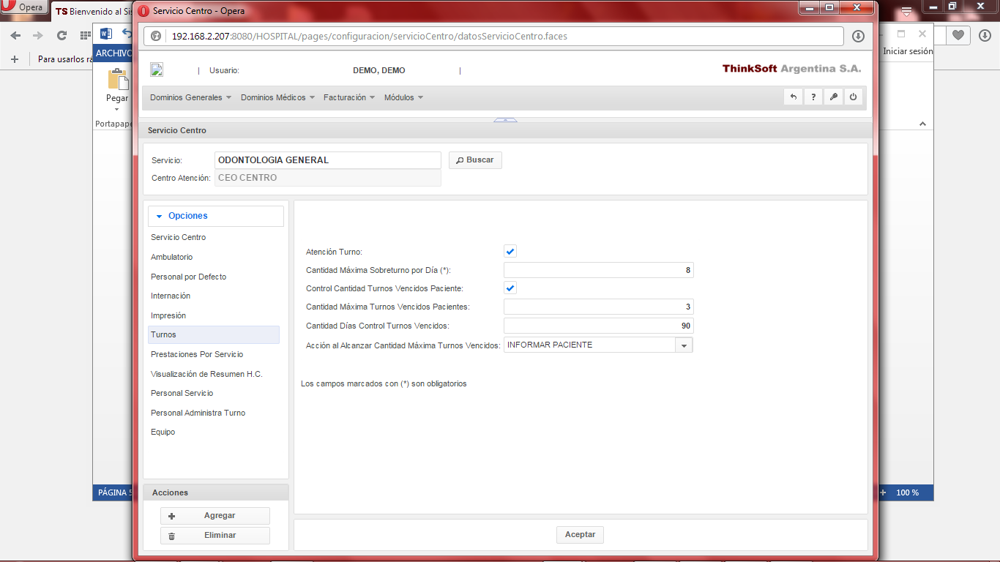 Opera
TS Bienvenido al Sis
Servicio Centro - Opera
192.168.2.207:8080/HOSPITAL/pages/configuracion/servicioCentro/datosServicioCentro.faces
Para usarlos rá
ARCHIVO
Iniciar sesión
Usuario:
DEMO, DEMO
ThinkSoft Argentina S.A.
Pegar
Portapape
Dominios Generales
Dominios Médicos
Facturación
Módulos
?
Servicio Centro
Servicio:
ODONTOLOGIA GENERAL
Buscar
Centro Atención:
CEO CENTRO
Opciones
Servicio Centro
Ambulatorio
Personal por Defecto
Internación
Impresión
Turnos
Prestaciones Por Servicio
Visualización de Resumen H.C.
Personal Servicio
Personal Administra Turno
Equipo
Atención Turno:
Cantidad Máxima Sobreturno por Día (*):
8
Control Cantidad Turnos Vencidos Paciente:
Cantidad Máxima Turnos Vencidos Pacientes:
3
Cantidad Días Control Turnos Vencidos:
90
Acción al Alcanzar Cantidad Máxima Turnos Vencidos:
INFORMAR PACIENTE
Los campos marcados con (*) son obligatorios
Acciones
Agregar
Eliminar
Aceptar
PÁGINA 5
100 %